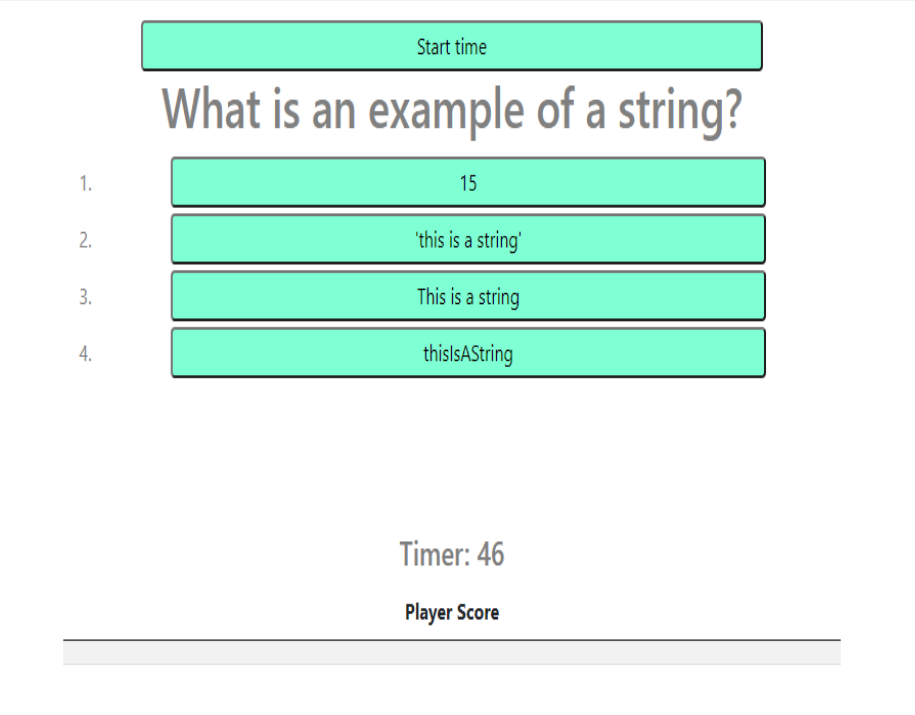 Start time
What is an example of a string?
1. 15
2. 'this is a string'
3. This is a string
4. thisIsAString
Timer: 46
Player Score